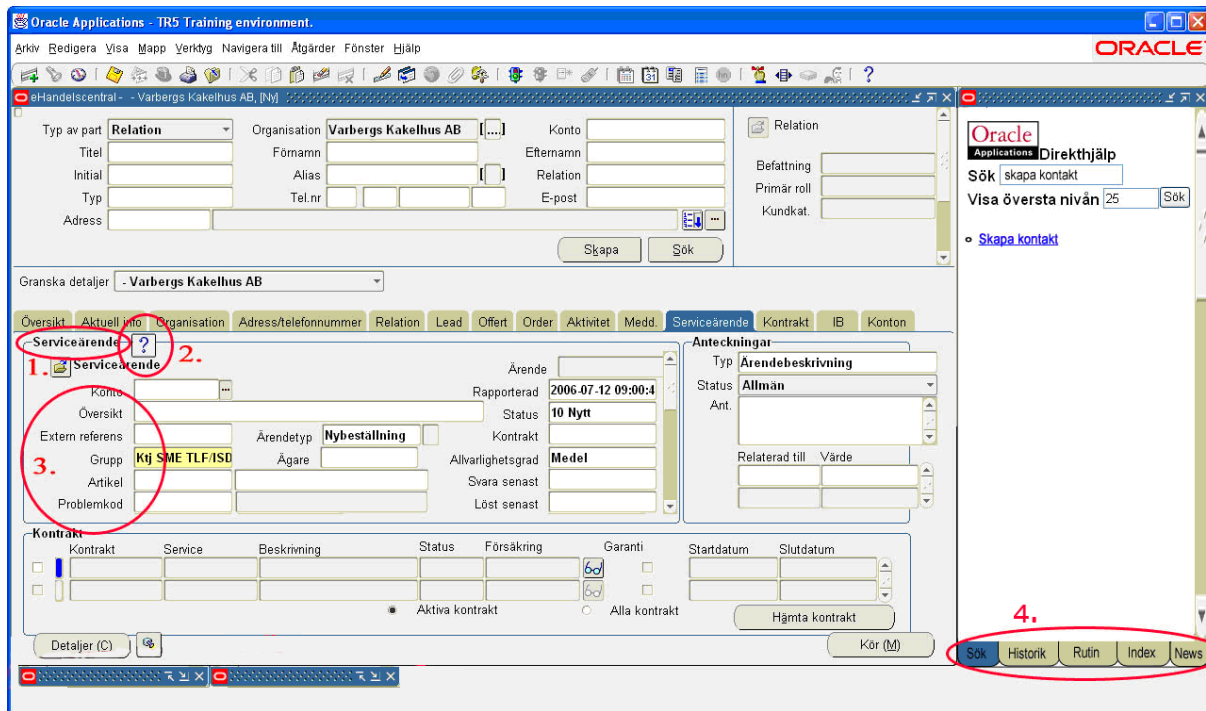 Oracle Applications - TR5 Training environment.
Arkiv Redigera Visa Mapp Verktyg Navigera till Åtgärder Fönster Hjälp
ORACLE
eHandelscentral - - Varbergs Kakelhus AB, [Ny]
Typ av part Relation Organisation Varbergs Kakelhus AB [....] Konto
Titel Förnamn Efternamn
Initial Alias [ ] Relation
Typ Tel.nr E-post
Adress
Skapa Sök
Relation
Befattning
Primär roll
Kundkat.
Granska detaljer - Varbergs Kakelhus AB
Översikt Aktuell info Organisation Adress/telefonnummer Relation Lead Offert Order Aktivitet Medd. Serviceärende Kontrakt IB Konton
Serviceärende ? 2.
1. Serviceärende Ärende
Konto ... Rapporterad 2006-07-12 09:00:4
Översikt Status 10 Nytt
Extern referens Ärendetyp Nybeställning Kontrakt
3. Grupp Ktj SME TLF/ISD Ägare Allvarlighetsgrad Medel
Artikel Svara senast
Problemkod Löst senast
Anteckningar
Typ Ärendebeskrivning
Status Allmän
Ant.
Relaterad till Värde
Kontrakt
Kontrakt Service Beskrivning Status Försäkring Garanti Startdatum Slutdatum
Aktiva kontrakt Alla kontrakt Hämta kontrakt
Detaljer (C) Kör (M)
Oracle
Applications Direkthjälp
Sök skapa kontakt
Visa översta nivån 25 Sök
Skapa kontakt
4.
Sök Historik Rutin Index News